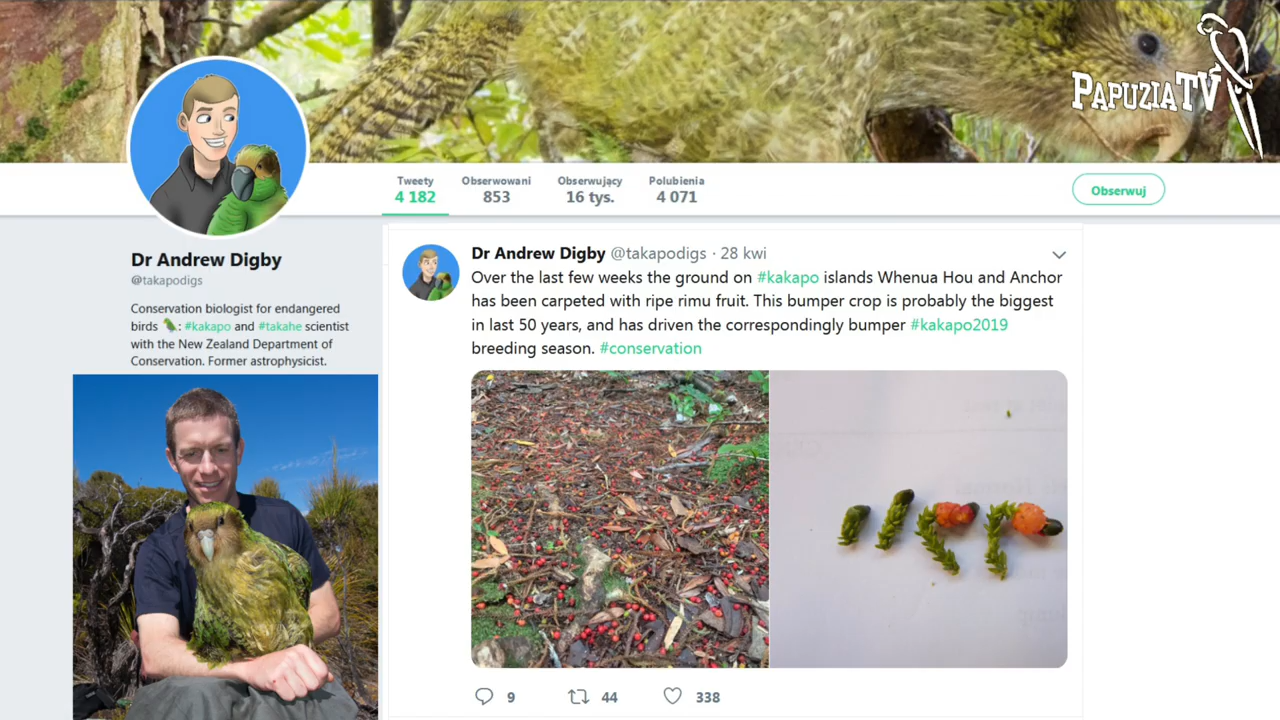 PAPUZIATV
Tweety
4 182
Obserwowani
853
Obserwujący
16 tys.
Polubienia
4 071
Obserwuj
Dr Andrew Digby
@takapodigs
Conservation biologist for endangered
birds : #kakapo and #takahe scientist
with the New Zealand Department of
Conservation. Former astrophysicist.
Dr Andrew Digby @takapodigs · 28 kwi
Over the last few weeks the ground on #kakapo islands Whenua Hou and Anchor
has been carpeted with ripe rimu fruit. This bumper crop is probably the biggest
in last 50 years, and has driven the correspondingly bumper #kakapo2019
breeding season. #conservation
9
44
338